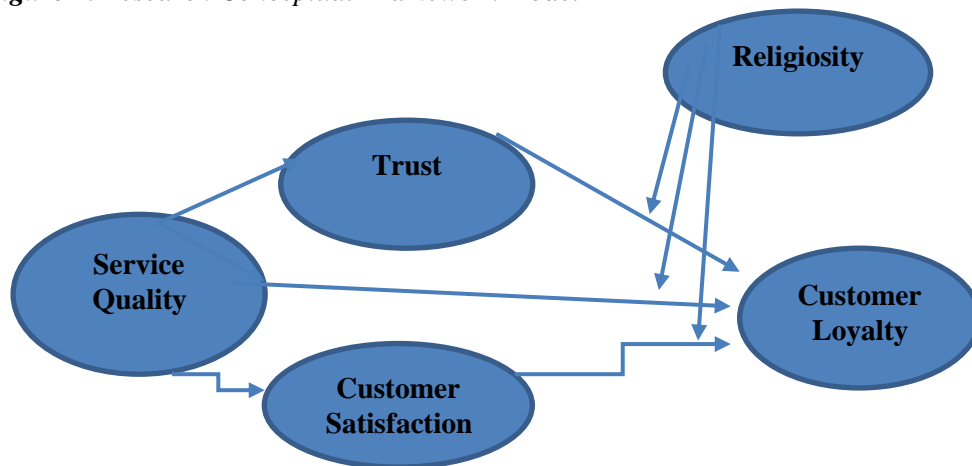 Religiosity
Trust
Service
Quality
Customer
Loyalty
Customer
Satisfaction